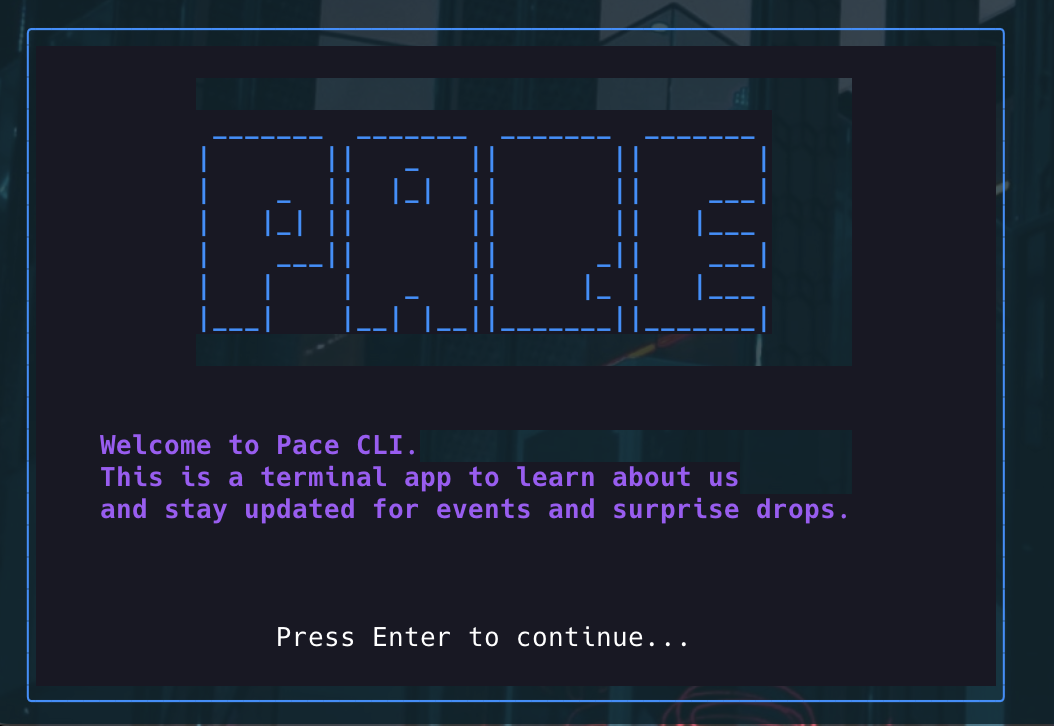 PACE
Welcome to Pace CLI.
This is a terminal app to learn about us
and stay updated for events and surprise drops.
Press Enter to continue...